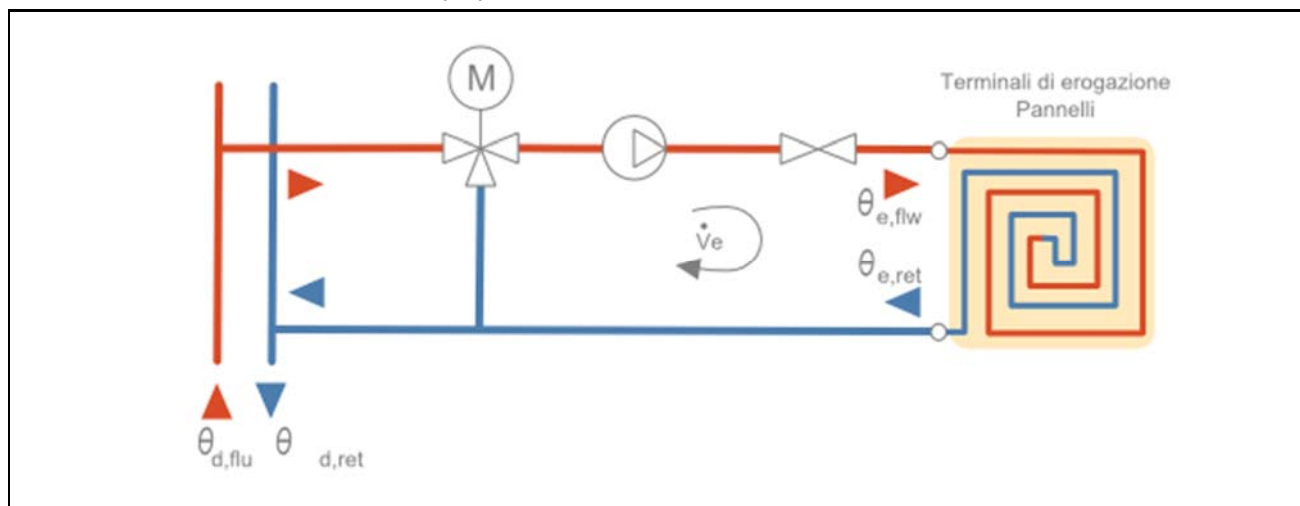 M
Terminali di erogazione
Pannelli
θe,flw
V̇e
θe,ret
θd,flu θ d,ret